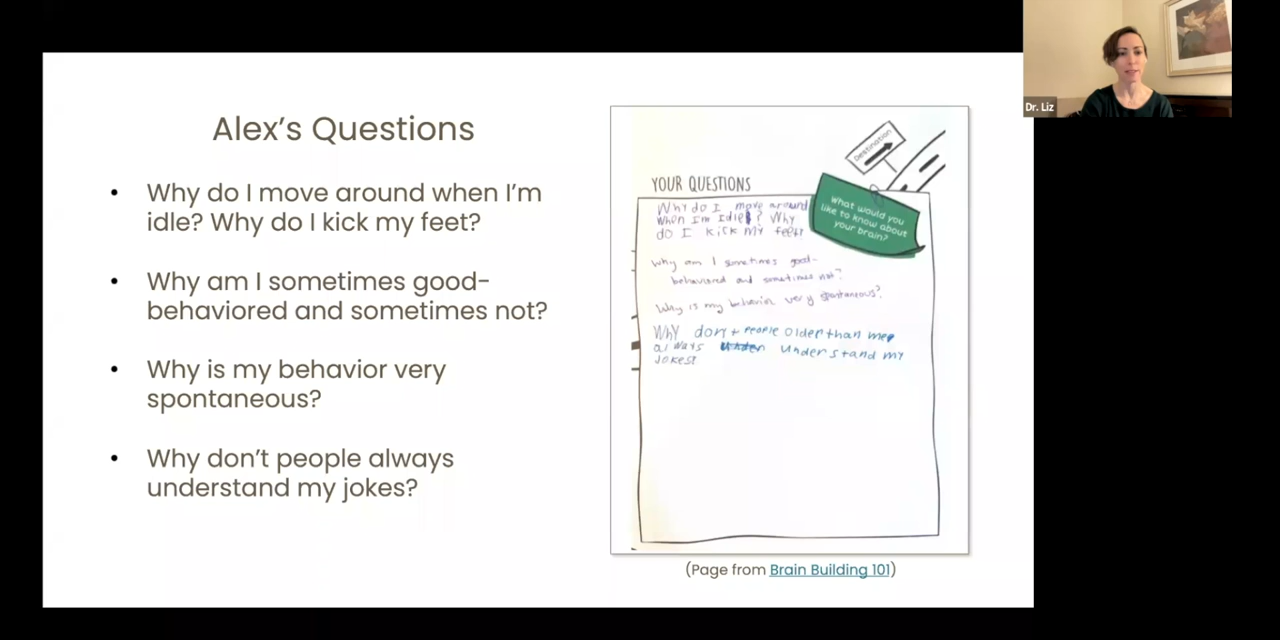 Alex's Questions
• Why do I move around when I'm
idle? Why do I kick my feet?
• Why am I sometimes good-
behaviored and sometimes not?
• Why is my behavior very
spontaneous?
• Why don't people always
understand my jokes?
Destination
YOUR QUESTIONS
What would you
like to know about
your brain?
Why do I move around
when I'm Idle? Why
do I kick my feet?
Why am I sometimes good-
behaviored and sometimes not?
Why is my behavior very spontaneous?
Why don't people older than me
always understand my
jokes?
(Page from Brain Building 101)
Dr. Liz